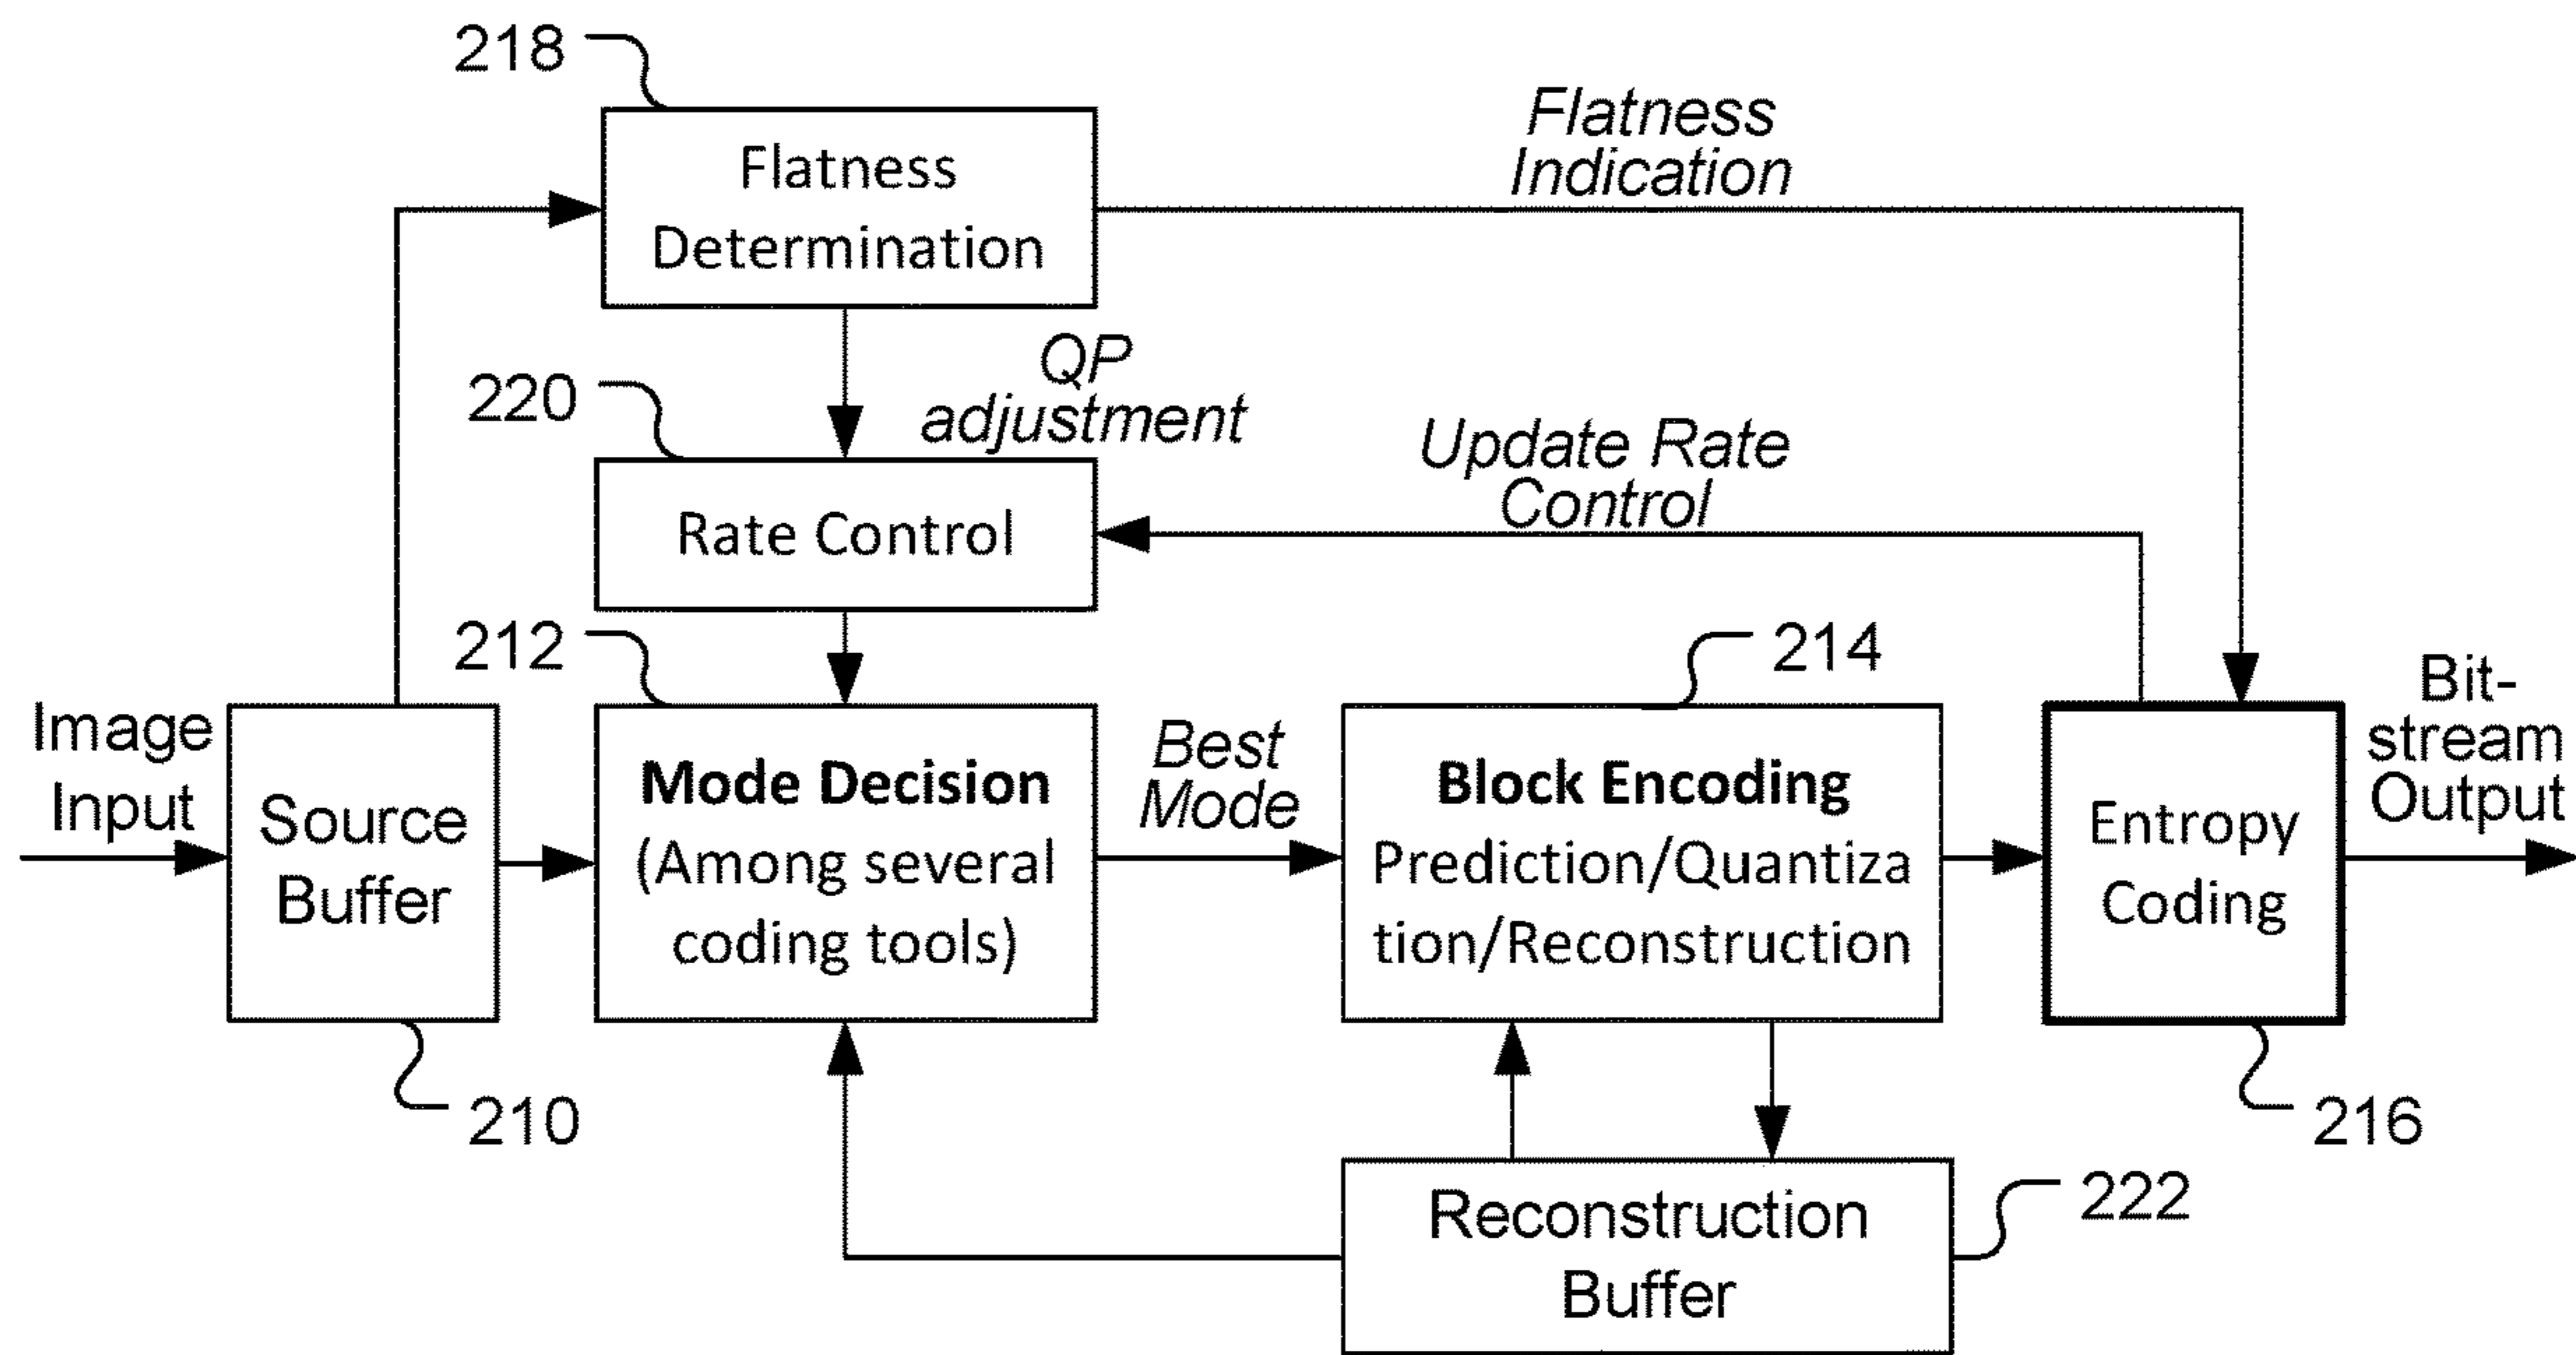 218
Flatness
Determination
Flatness
Indication
220
QP
adjustment
Rate Control
Update Rate
Control
212
214
Image
Input
Source
Buffer
210
Mode Decision
(Among several
coding tools)
Best
Mode
Block Encoding
Prediction/Quantiza
tion/Reconstruction
Entropy
Coding
216
Bit-
stream
Output
Reconstruction
Buffer
222